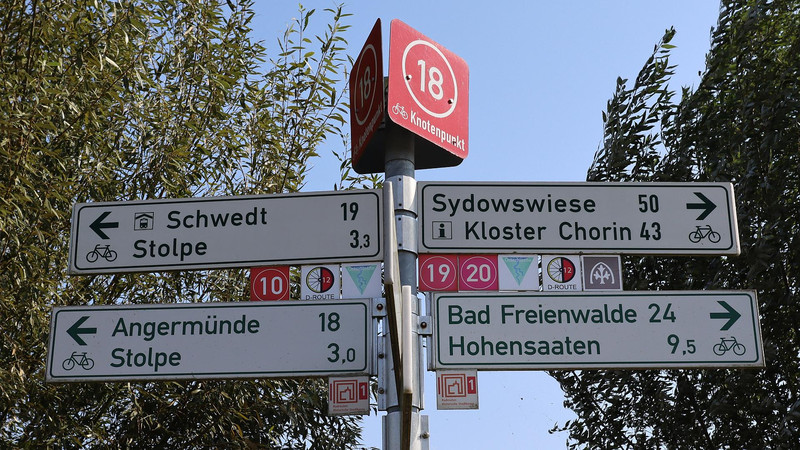 18
18
Knotenpunkt
Schwedt 19
Stolpe 3,3
Sydowswiese 50
i Kloster Chorin 43
10
12
D-ROUTE
19
20
12
D-ROUTE
Angermünde 18
Stolpe 3,0
Bad Freienwalde 24
Hohensaaten 9,5
1
1